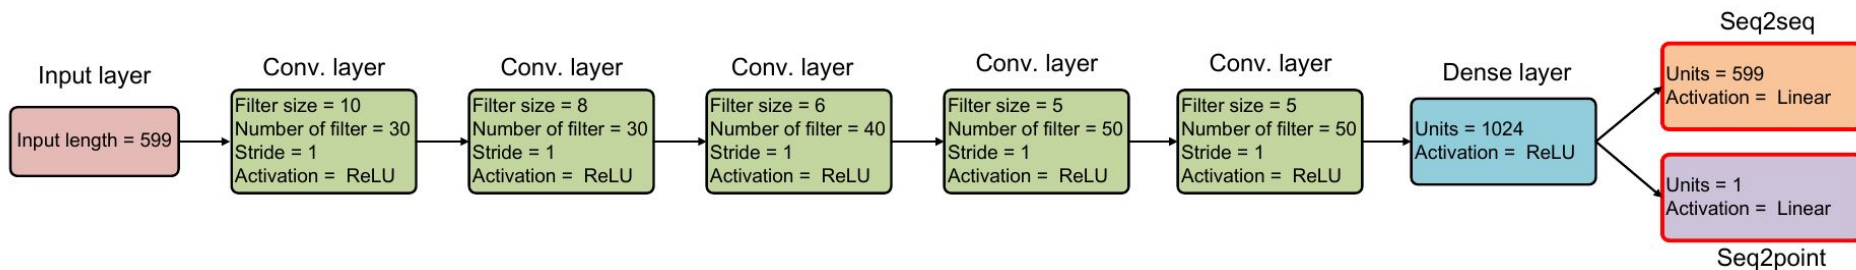 Input layer
Input length = 599
Conv. layer
Filter size = 10
Number of filter = 30
Stride = 1
Activation = ReLU
Conv. layer
Filter size = 8
Number of filter = 30
Stride = 1
Activation = ReLU
Conv. layer
Filter size = 6
Number of filter = 40
Stride = 1
Activation = ReLU
Conv. layer
Filter size = 5
Number of filter = 50
Stride = 1
Activation = ReLU
Conv. layer
Filter size = 5
Number of filter = 50
Stride = 1
Activation = ReLU
Dense layer
Units = 1024
Activation = ReLU
Seq2seq
Units = 599
Activation = Linear
Units = 1
Activation = Linear
Seq2point